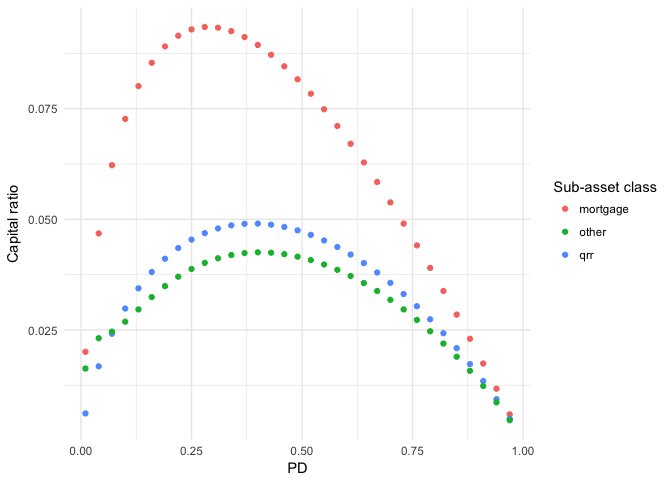 0.075
0.050
0.025
Capital ratio
0.00 0.25 0.50 0.75 1.00
PD
Sub-asset class
mortgage
other
qrr